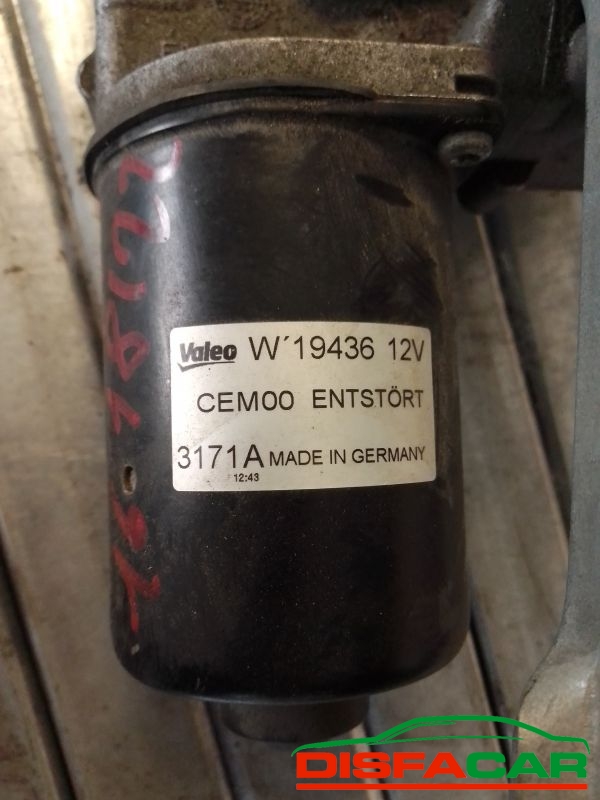 Valeo W´19436 12V
CEM00 ENTSTÖRT
3171A MADE IN GERMANY
12:43
DISFACAR